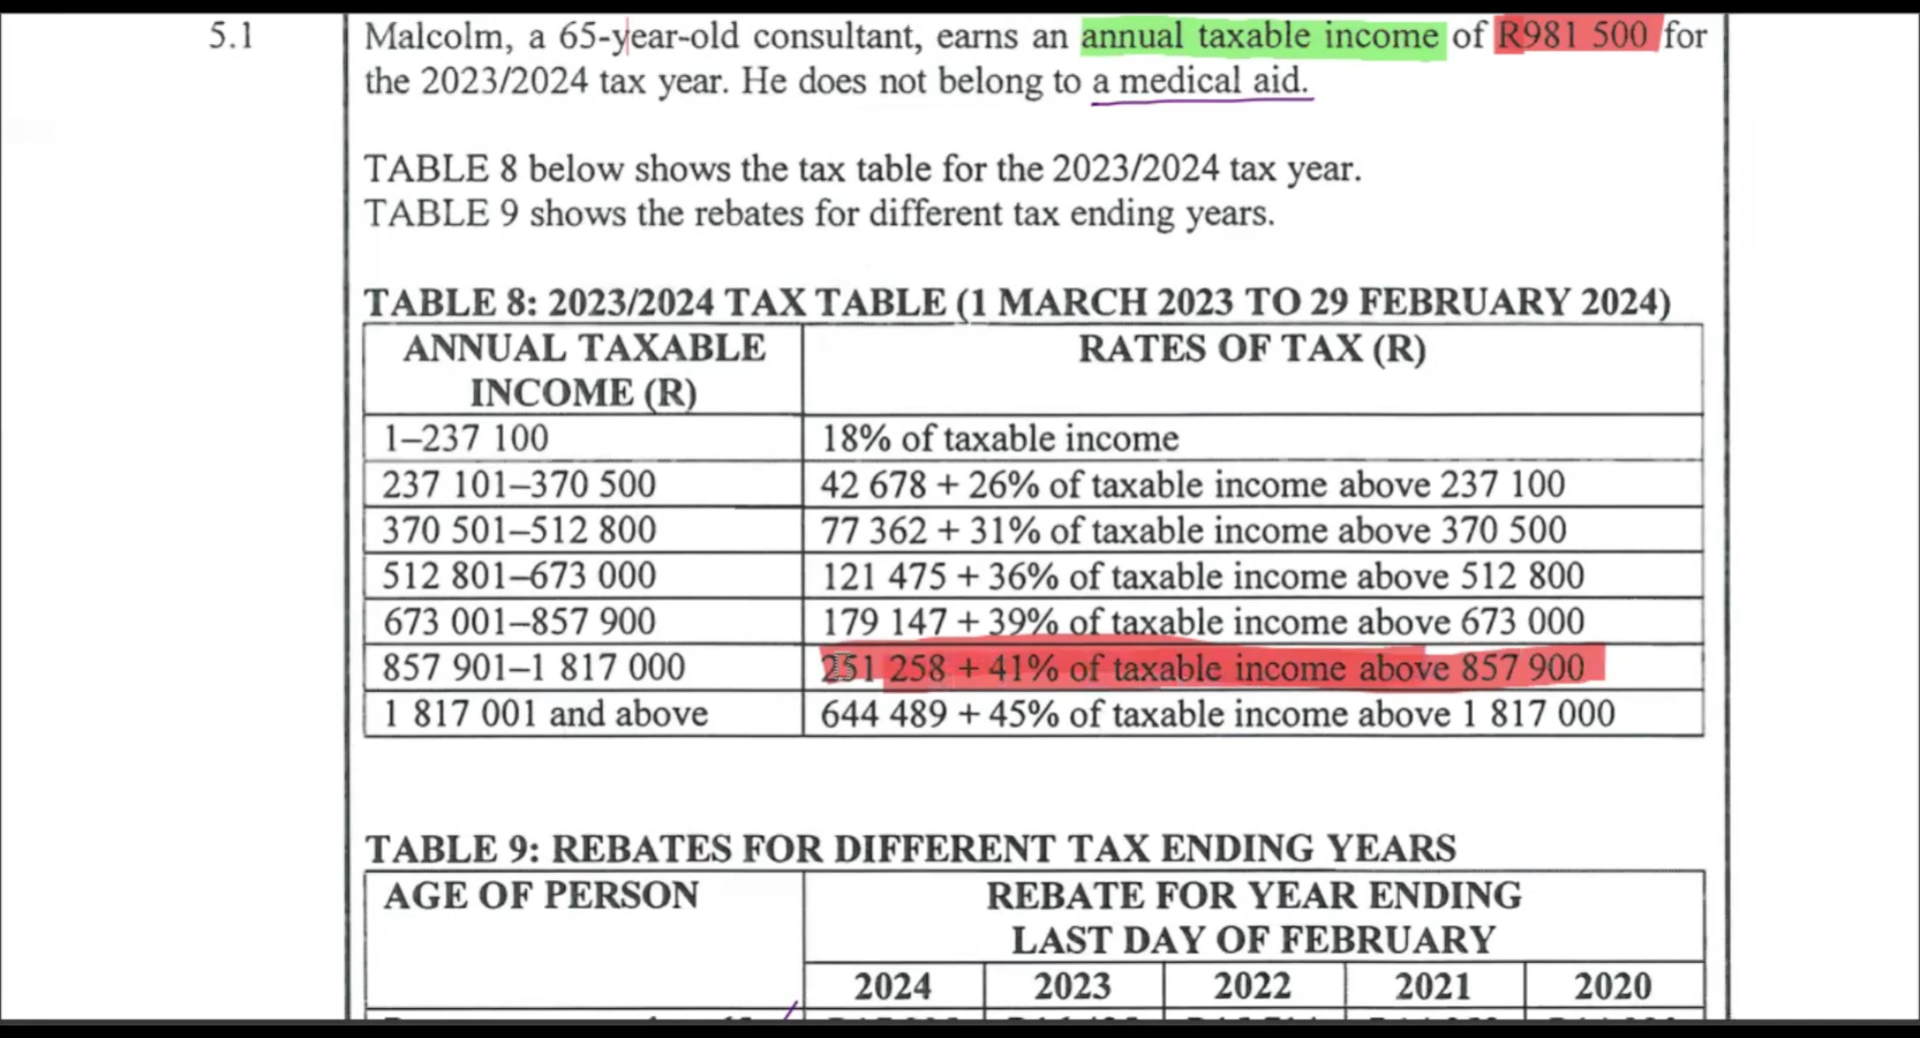 5.1 Malcolm, a 65-year-old consultant, earns an annual taxable income of R981 500 for
the 2023/2024 tax year. He does not belong to a medical aid.
TABLE 8 below shows the tax table for the 2023/2024 tax year.
TABLE 9 shows the rebates for different tax ending years.
TABLE 8: 2023/2024 TAX TABLE (1 MARCH 2023 TO 29 FEBRUARY 2024)
ANNUAL TAXABLE INCOME (R) RATES OF TAX (R)
1–237 100 18% of taxable income
237 101–370 500 42 678 + 26% of taxable income above 237 100
370 501–512 800 77 362 + 31% of taxable income above 370 500
512 801–673 000 121 475 + 36% of taxable income above 512 800
673 001–857 900 179 147 + 39% of taxable income above 673 000
857 901–1 817 000 251 258 + 41% of taxable income above 857 900
1 817 001 and above 644 489 + 45% of taxable income above 1 817 000
TABLE 9: REBATES FOR DIFFERENT TAX ENDING YEARS
AGE OF PERSON REBATE FOR YEAR ENDING
LAST DAY OF FEBRUARY
2024 2023 2022 2021 2020